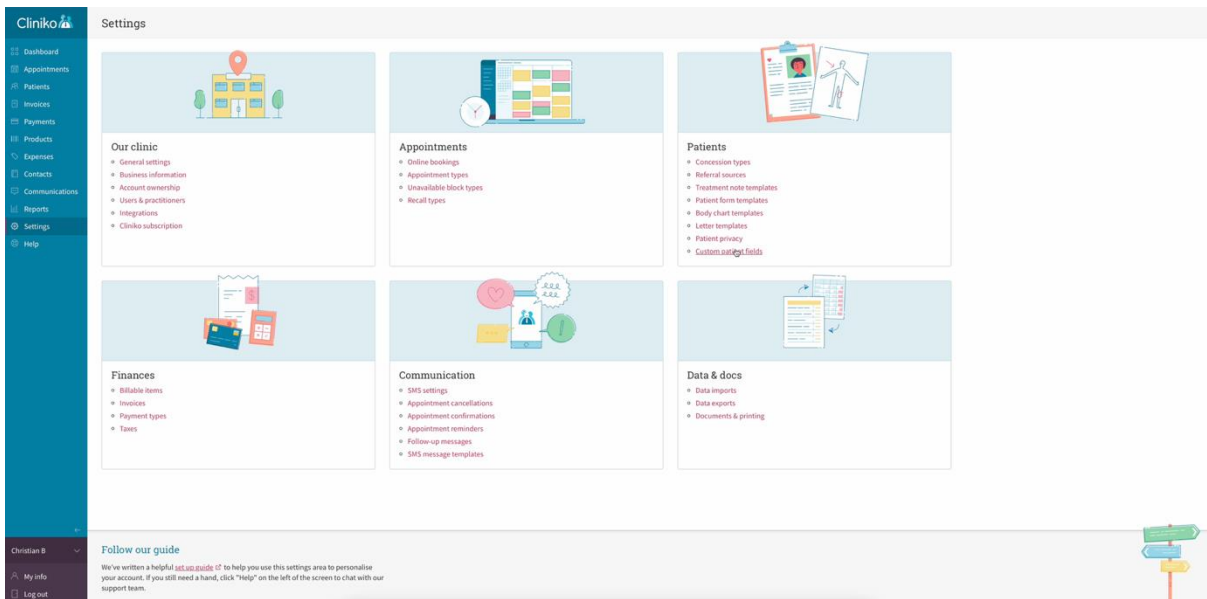 Cliniko
Settings
Dashboard
Appointments
Patients
Invoices
Payments
Products
Expenses
Contacts
Communications
Reports
Settings
Help
Our clinic
General settings
Business information
Account ownership
Users & practitioners
Integrations
Cliniko subscription
Appointments
Online bookings
Appointment types
Unavailable block types
Recall types
Patients
Concession types
Referral sources
Treatment note templates
Patient form templates
Body chart templates
Letter templates
Patient privacy
Custom patient fields
$
Finances
Billable items
Invoices
Payment types
Taxes
Communication
SMS settings
Appointment cancellations
Appointment confirmations
Appointment reminders
Follow-up messages
SMS message templates
Data & docs
Data imports
Data exports
Documents & printing
Christian B
My info
Log out
Follow our guide
We've written a helpful set up guide to help you use this settings area to personalise
your account. If you still need a hand, click "Help" on the left of the screen to chat with our
support team.